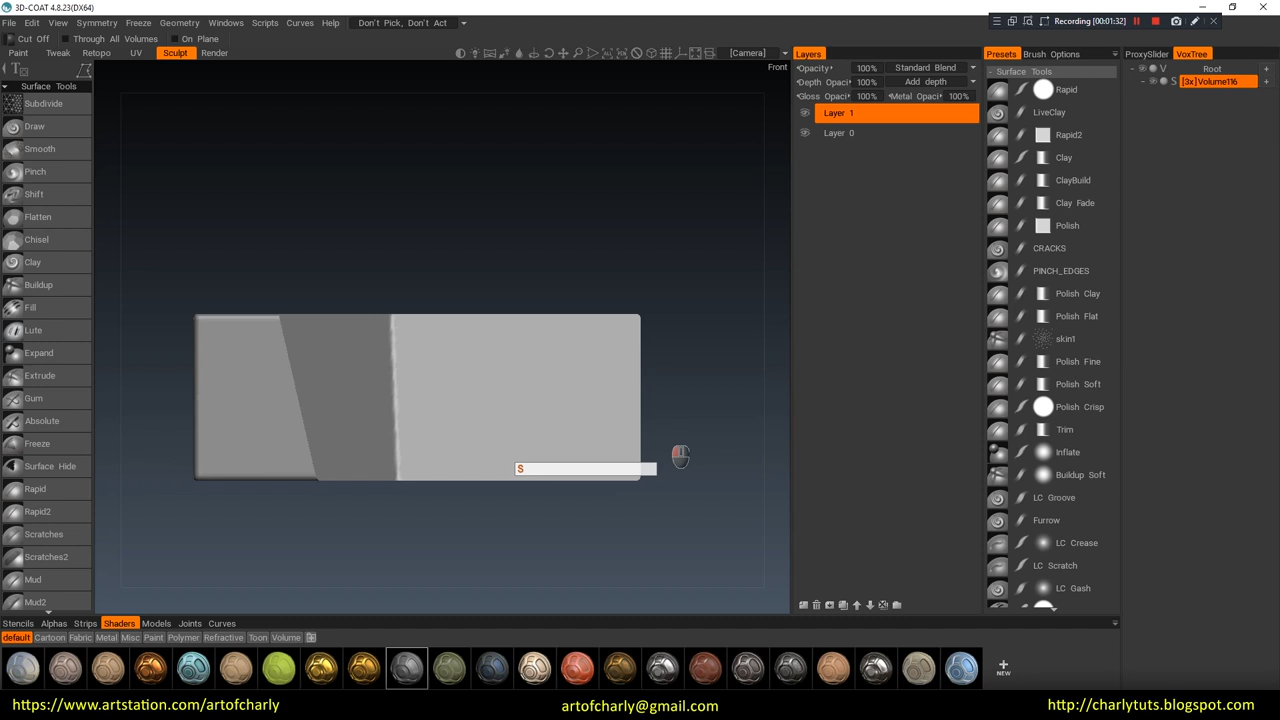 3D-COAT 4.8.23(DX64)
File Edit View Symmetry Freeze Geometry Windows Scripts Curves Help Don't Pick, Don't Act
Recording [00:01:32]
Cut Off Through All Volumes On Plane
Paint Tweak Retopo UV Sculpt Render [Camera]
Layers
Presets Brush Options
ProxySlider VoxTree
Front
Opacity 100% Standard Blend
Depth Opaci 100% Add depth
Gloss Opaci 100% Metal Opaci 100%
Layer 1
Layer 0
Surface Tools
Subdivide
Draw
Smooth
Pinch
Shift
Flatten
Chisel
Clay
Buildup
Fill
Lute
Expand
Extrude
Gum
Absolute
Freeze
Surface Hide
Rapid
Rapid2
Scratches
Scratches2
Mud
Mud2
S
Surface Tools
Rapid
LiveClay
Rapid2
Clay
ClayBuild
Clay Fade
Polish
CRACKS
PINCH_EDGES
Polish Clay
Polish Flat
skin1
Polish Fine
Polish Soft
Polish Crisp
Trim
Inflate
Buildup Soft
LC Groove
Furrow
LC Crease
LC Scratch
LC Gash
V Root +
S [3x]Volume116 +
Stencils Alphas Strips Shaders Models Joints Curves
default Cartoon Fabric Metal Misc Paint Polymer Refractive Toon Volume
NEW
https://www.artstation.com/artofcharly artofcharly@gmail.com http://charlytuts.blogspot.com